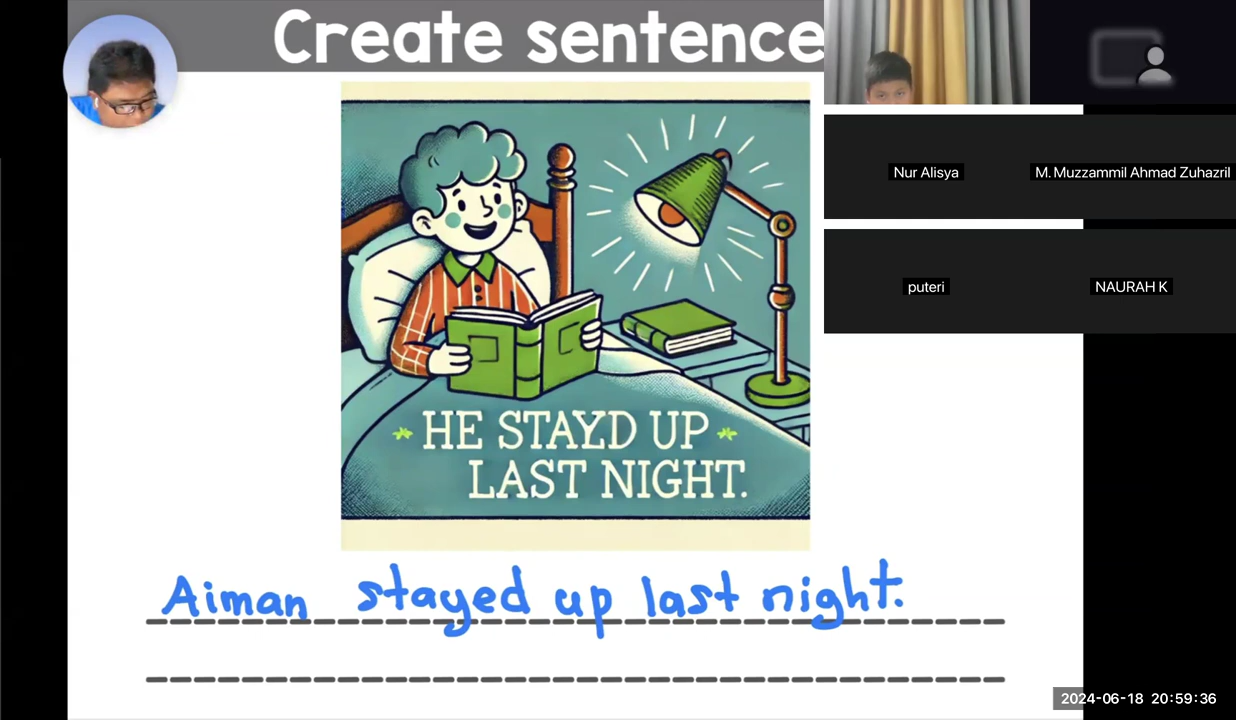 Create sentence
Nur Alisya
M. Muzzammil Ahmad Zuhazril
puteri
NAURAH K
HE STAYD UP
LAST NIGHT.
Aiman stayed up last night.
2024-06-18 20:59:36